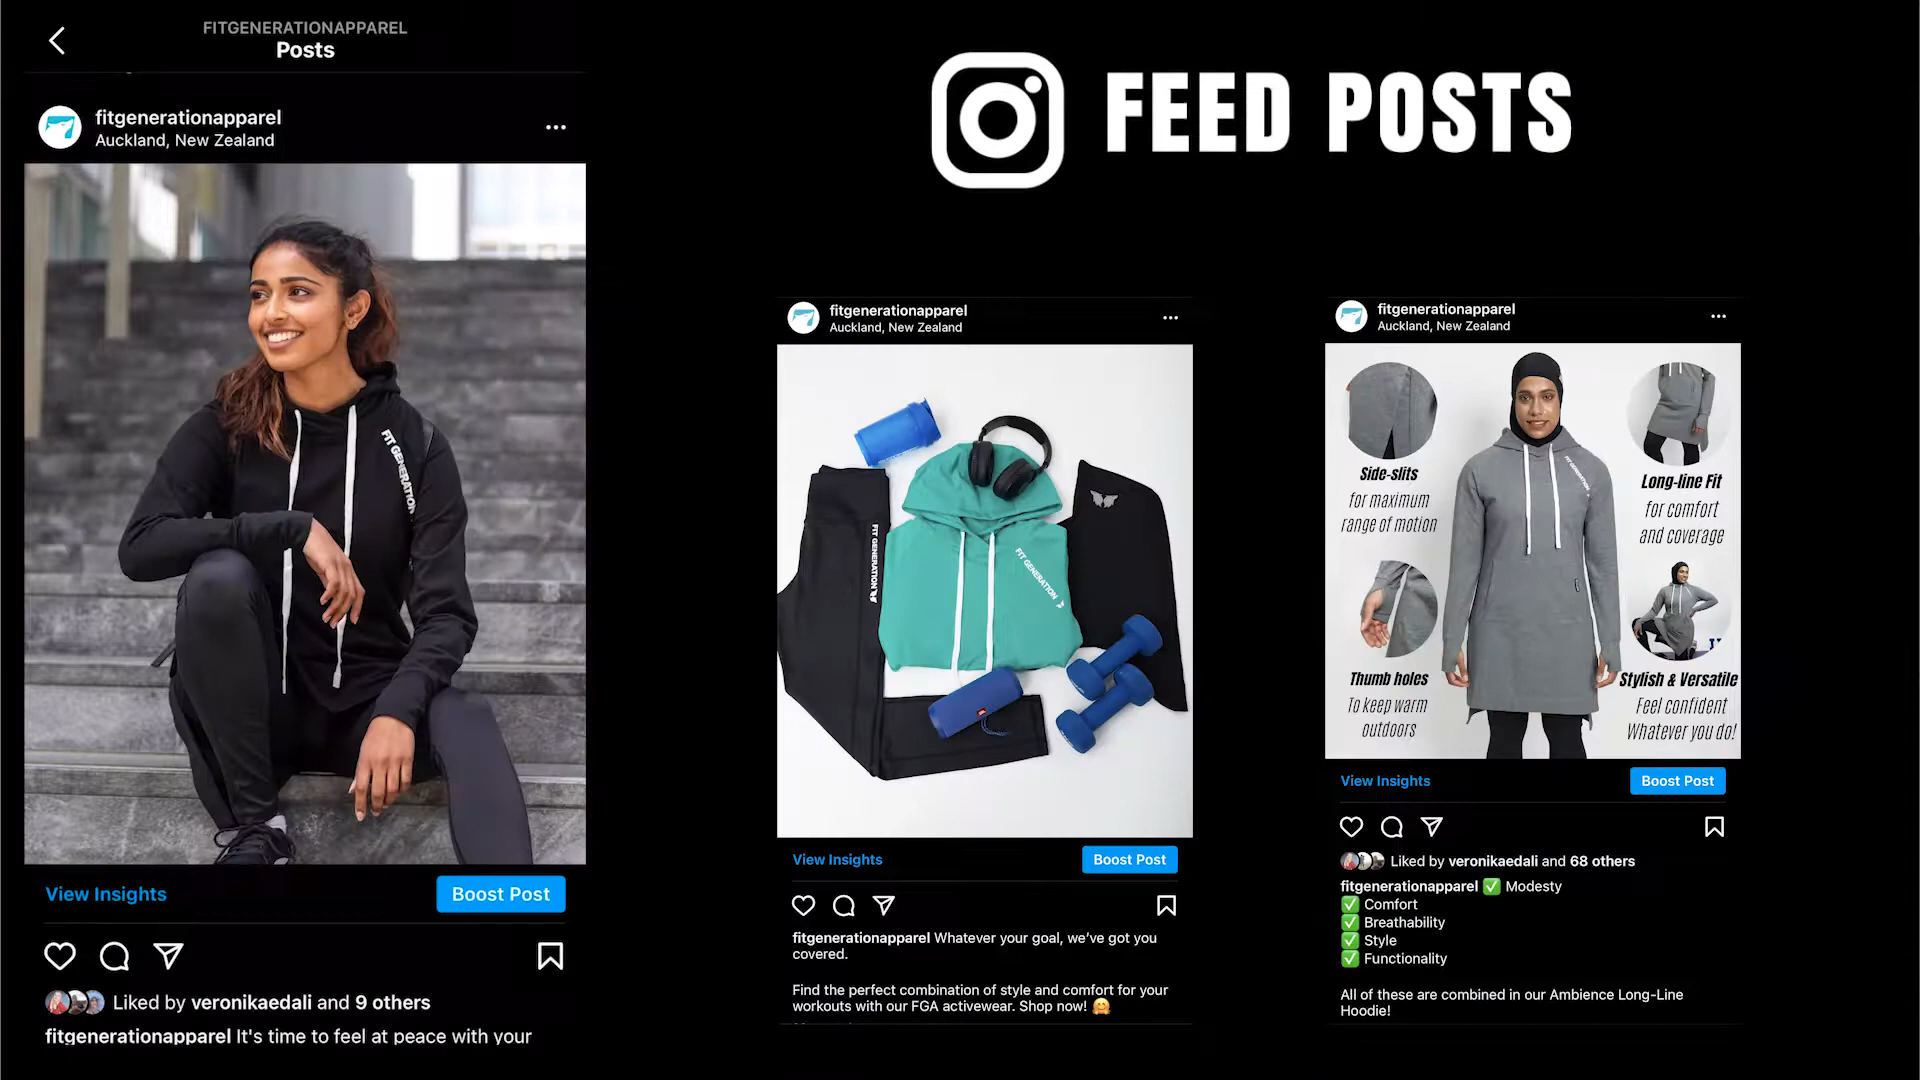 FITGENERATIONAPPAREL
Posts
fitgenerationapparel
Auckland, New Zealand
FIT GENERATION
View Insights
Boost Post
Liked by veronikaedali and 9 others
fitgenerationapparel It's time to feel at peace with your
FEED POSTS
fitgenerationapparel
Auckland, New Zealand
FIT GENERATION
FIT GENERATION
View Insights
Boost Post
fitgenerationapparel Whatever your goal, we've got you
covered.
Find the perfect combination of style and comfort for your
workouts with our FGA activewear. Shop now! 🤗
fitgenerationapparel
Auckland, New Zealand
FIT GENERATION
Side-slits
for maximum
range of motion
Long-line Fit
for comfort
and coverage
Thumb holes
To keep warm
outdoors
Stylish & Versatile
Feel confident
Whatever you do!
View Insights
Boost Post
Liked by veronikaedali and 68 others
fitgenerationapparel ✅ Modesty
✅ Comfort
✅ Breathability
✅ Style
✅ Functionality
All of these are combined in our Ambience Long-Line
Hoodie!